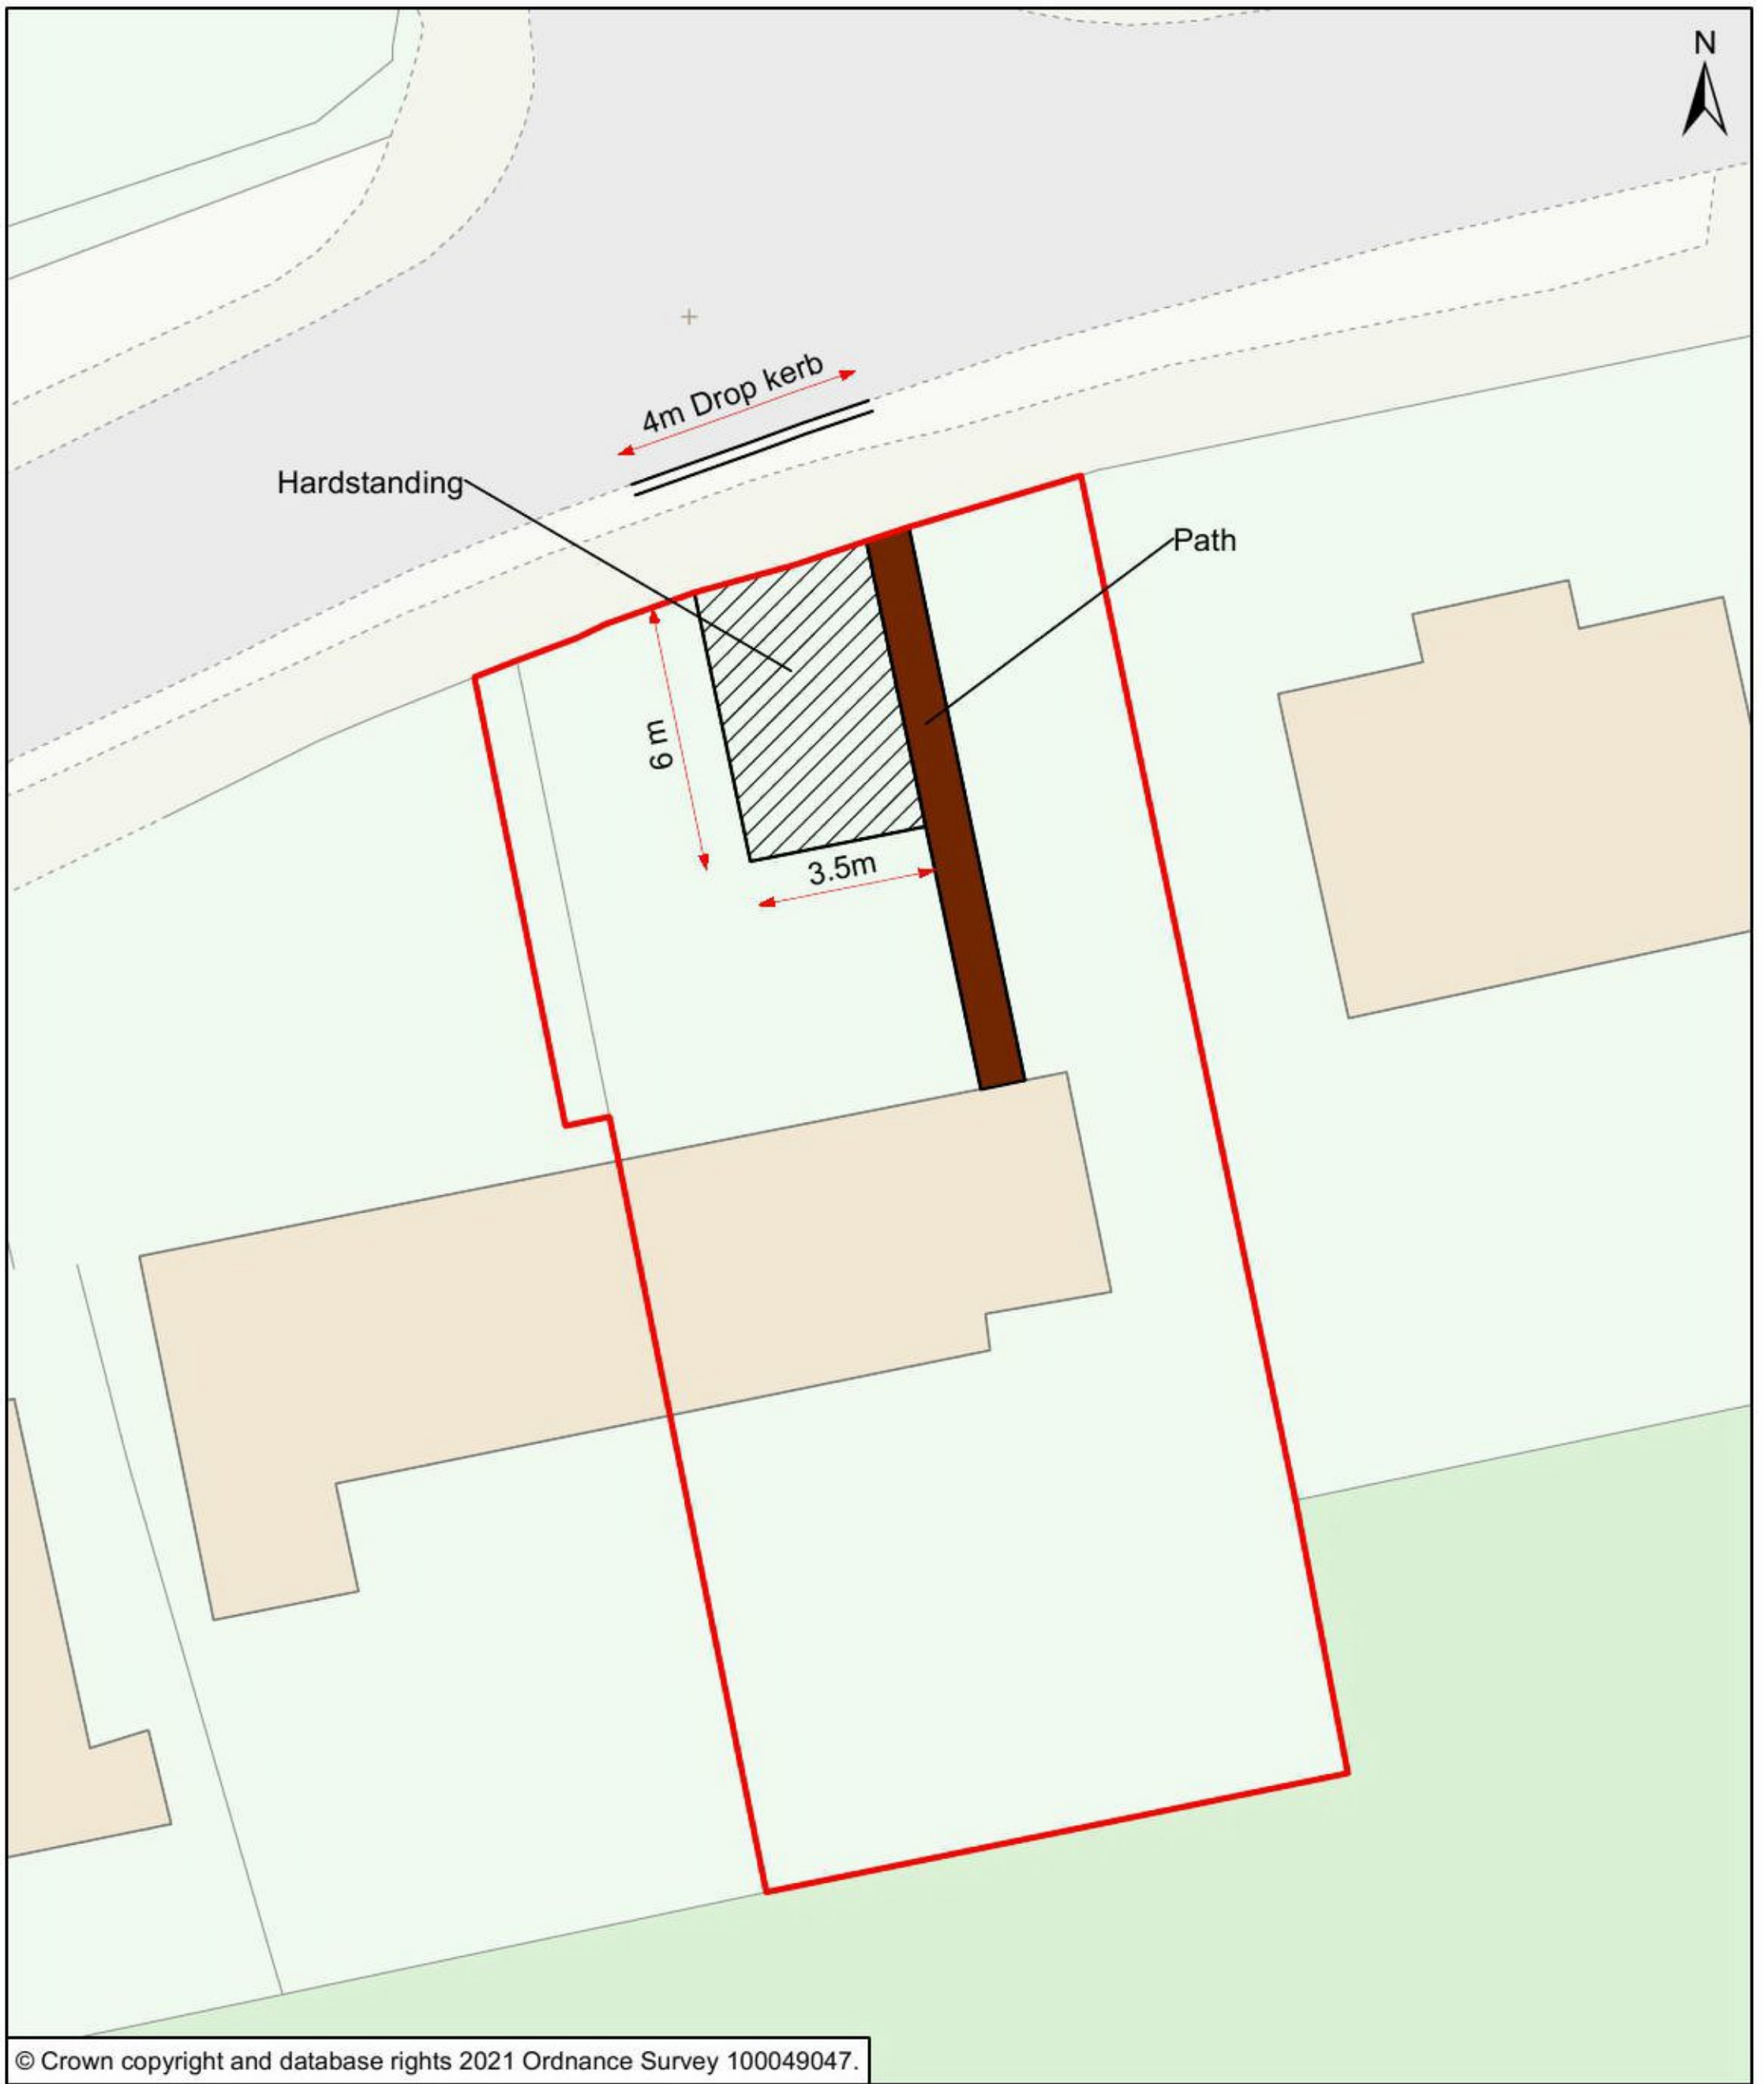 N
4m Drop kerb
Hardstanding
Path
6 m
3.5m
© Crown copyright and database rights 2021 Ordnance Survey 100049047.